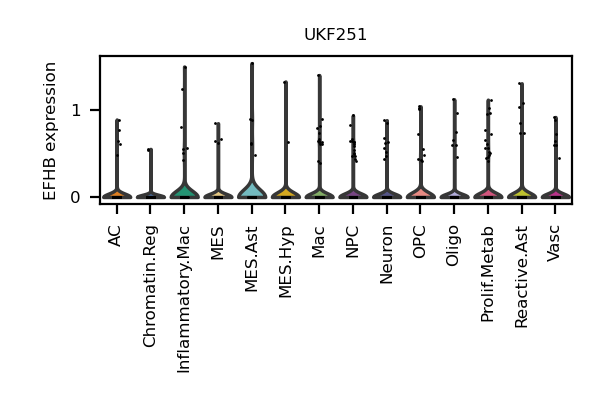 UKF251
EFHB expression
1
0
AC
Chromatin.Reg
Inflammatory.Mac
MES
MES.Ast
MES.Hyp
Mac
NPC
Neuron
OPC
Oligo
Prolif.Metab
Reactive.Ast
Vasc